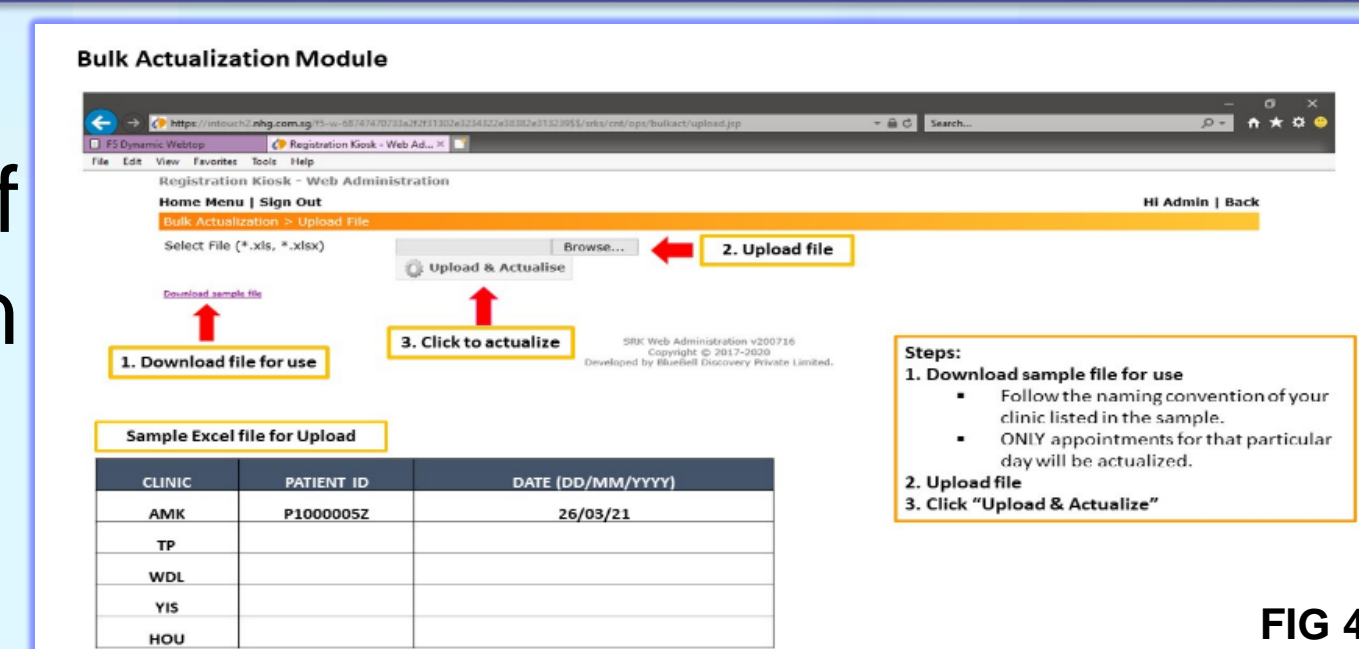 f
n
Bulk Actualization Module
Search...
F5 Dynamic Webtop
Registration Kiosk - Web Ad...
File Edit View Favorites Tools Help
Registration Kiosk - Web Administration
Home Menu | Sign Out
Hi Admin | Back
Bulk Actualization > Upload File
Select File (*.xls, *.xlsx)
Browse...
2. Upload file
Upload & Actualise
Download sample file
1. Download file for use
3. Click to actualize
SRK Web Administration v200716
Copyright © 2017-2020
Developed by BlueBell Discovery Private Limited.
Steps:
1. Download sample file for use
▪ Follow the naming convention of your
clinic listed in the sample.
▪ ONLY appointments for that particular
day will be actualized.
2. Upload file
3. Click “Upload & Actualize”
Sample Excel file for Upload
CLINIC PATIENT ID DATE (DD/MM/YYYY)
AMK P1000005Z 26/03/21
TP
WDL
YIS
HOU
FIG 4